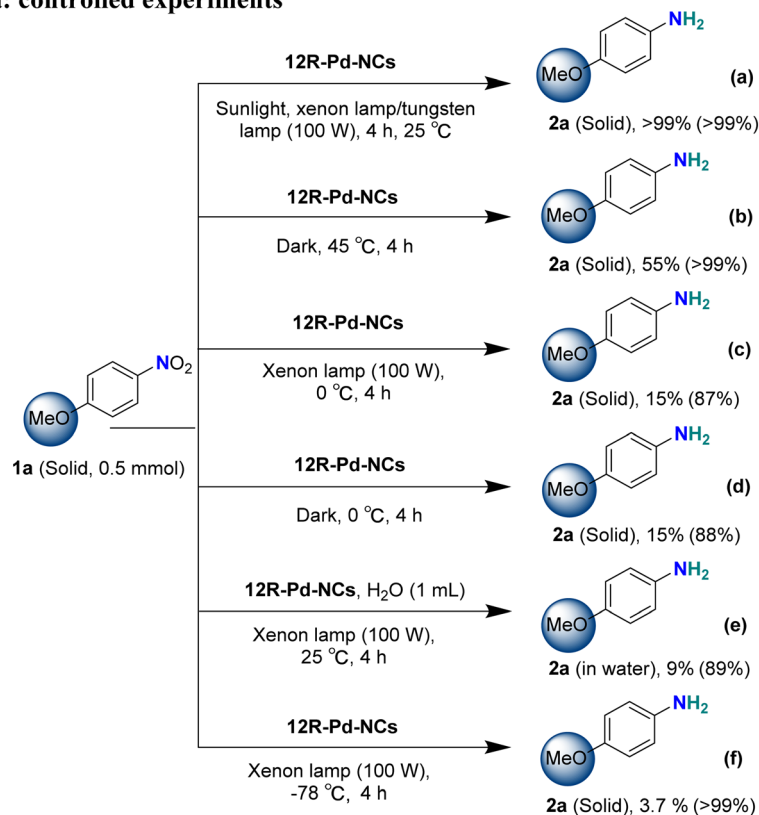 controlled experiments
12R-Pd-NCs
Sunlight, xenon lamp/tungsten
lamp (100 W), 4 h, 25 °C
MeO
NH2
(a)
2a (Solid), >99% (>99%)
12R-Pd-NCs
Dark, 45 °C, 4 h
MeO
NH2
(b)
2a (Solid), 55% (>99%)
12R-Pd-NCs
Xenon lamp (100 W),
0 °C, 4 h
MeO
NH2
(c)
2a (Solid), 15% (87%)
MeO
NO2
1a (Solid, 0.5 mmol)
12R-Pd-NCs
Dark, 0 °C, 4 h
MeO
NH2
(d)
2a (Solid), 15% (88%)
12R-Pd-NCs, H2O (1 mL)
Xenon lamp (100 W),
25 °C, 4 h
MeO
NH2
(e)
2a (in water), 9% (89%)
12R-Pd-NCs
Xenon lamp (100 W),
-78 °C, 4 h
MeO
NH2
(f)
2a (Solid), 3.7 % (>99%)